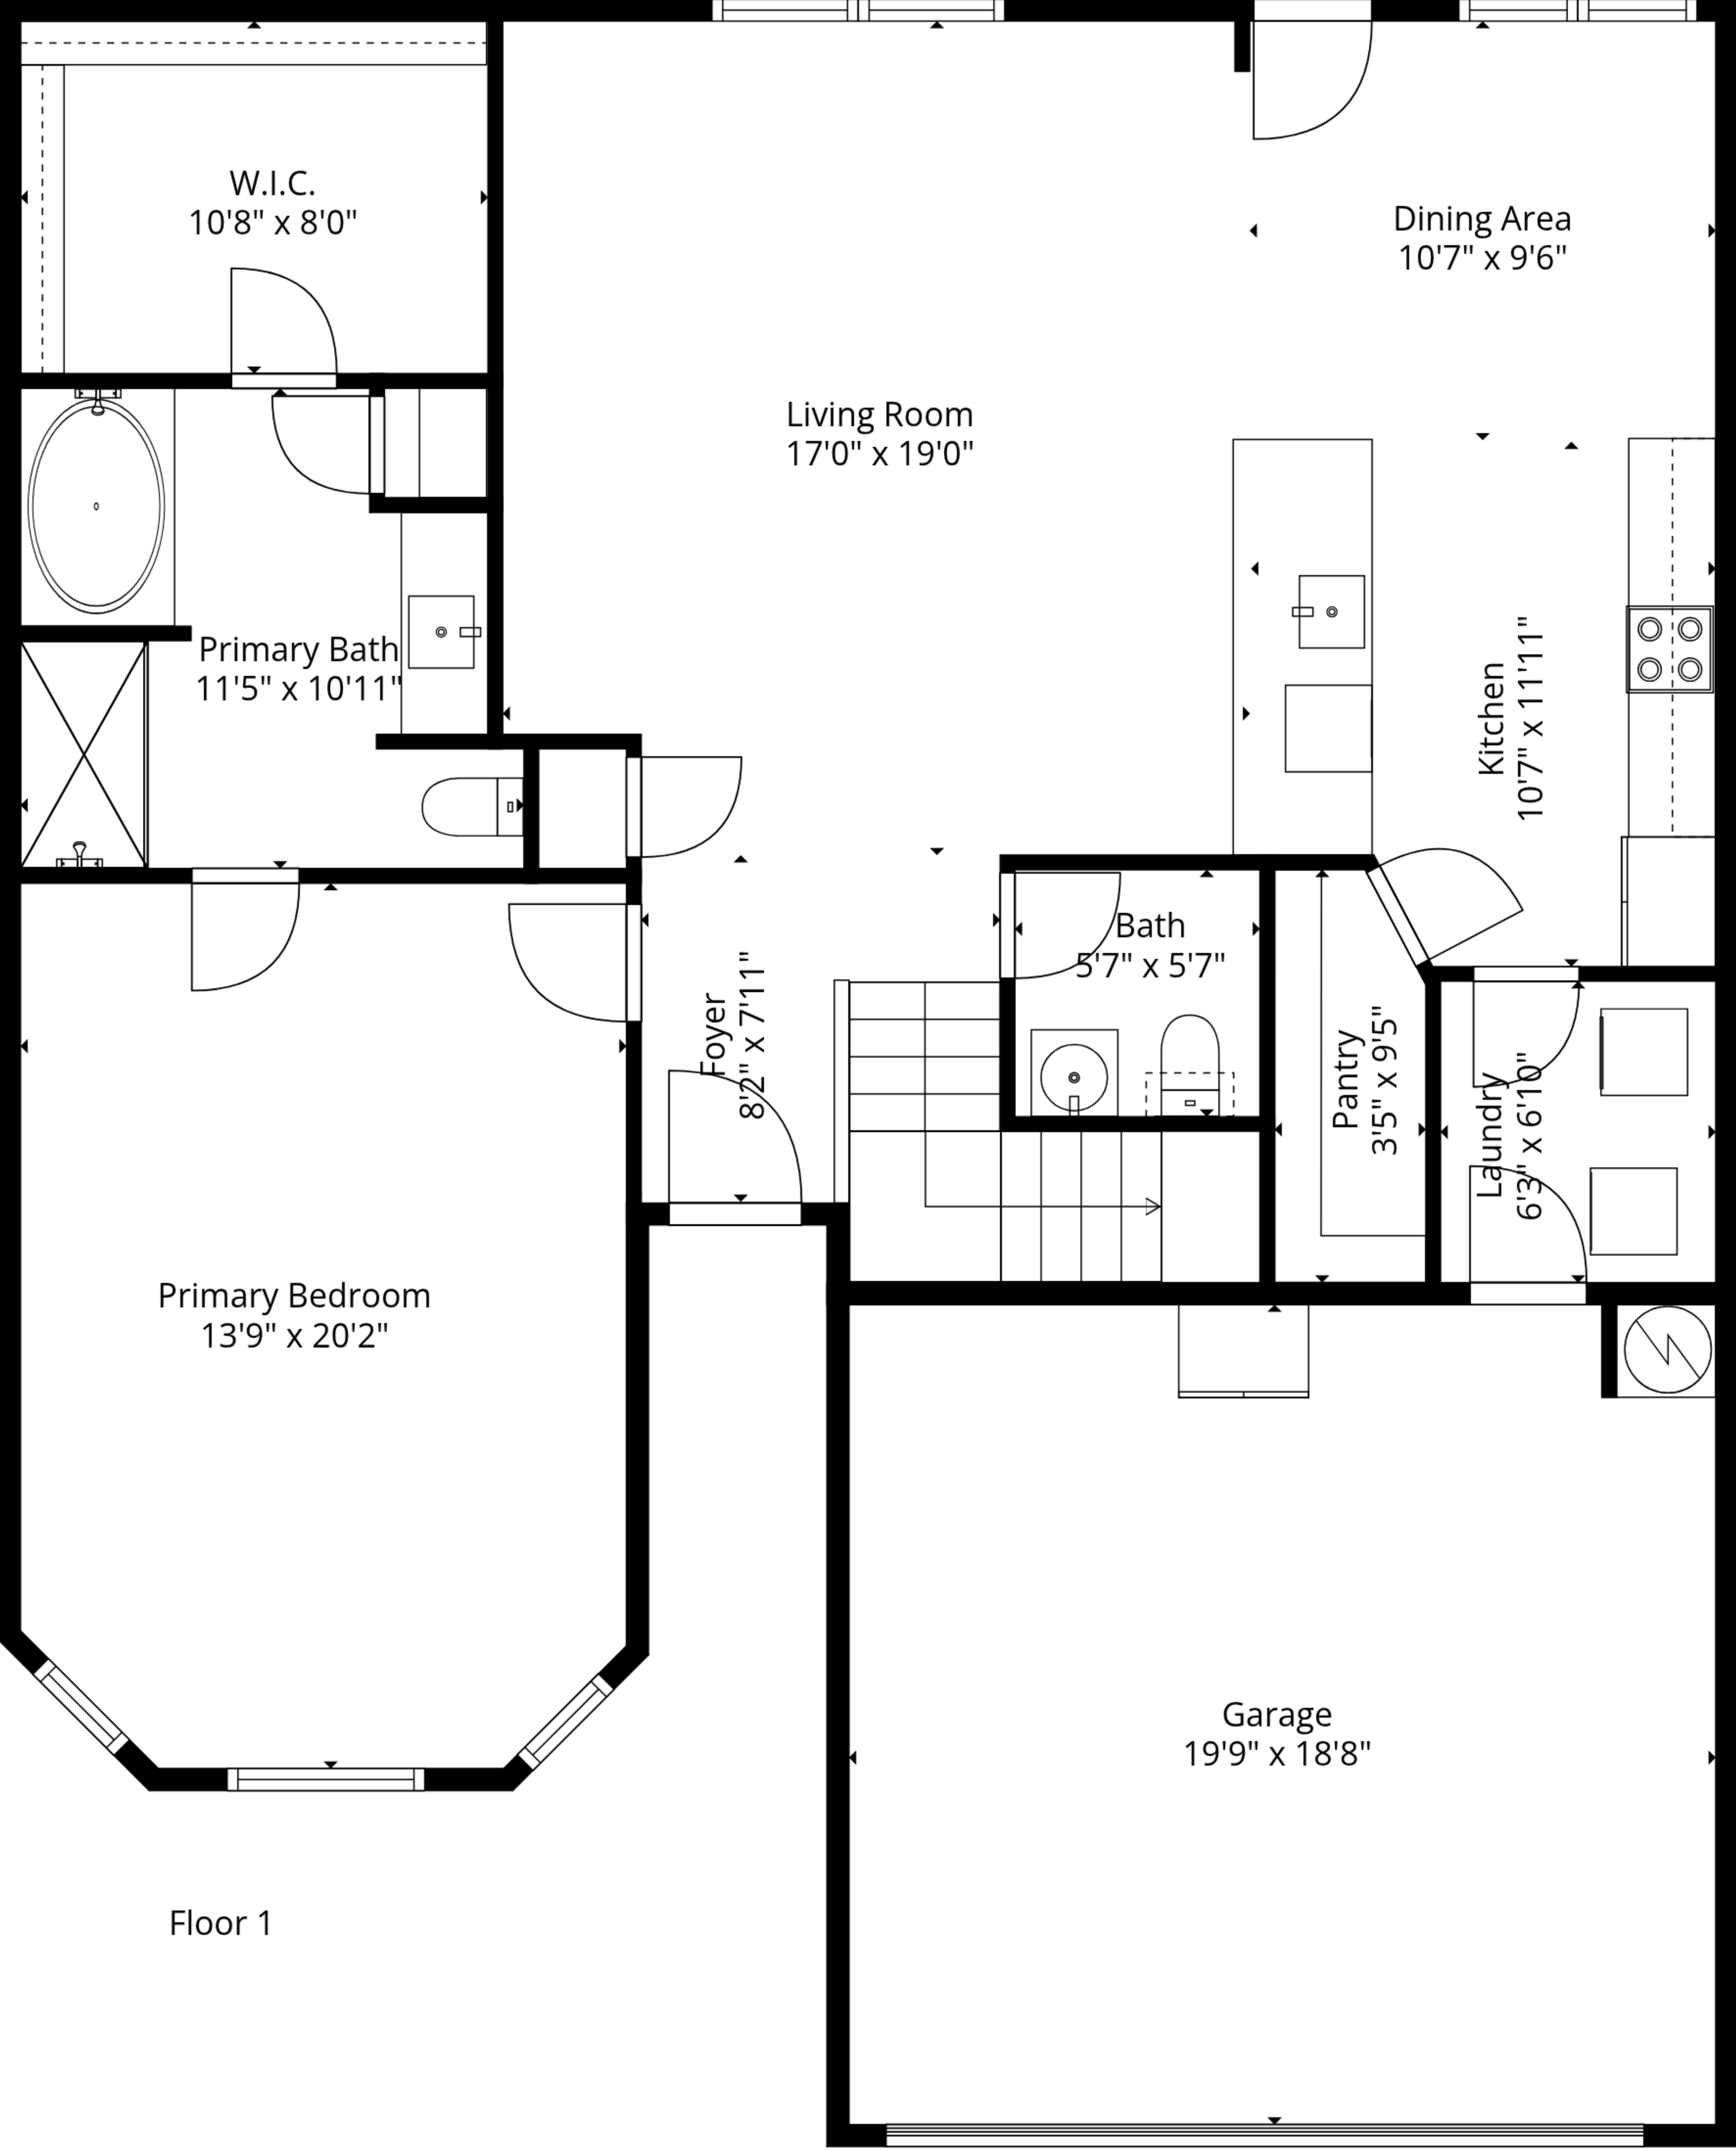 W.I.C.
10'8" x 8'0"
Dining Area
10'7" x 9'6"
Living Room
17'0" x 19'0"
Primary Bath
11'5" x 10'11"
Kitchen
10'7" x 11'11"
Bath
5'7" x 5'7"
Foyer
8'2" x 7'11"
Pantry
3'5" x 9'5"
Laundry
6'3" x 6'10"
Primary Bedroom
13'9" x 20'2"
Garage
19'9" x 18'8"
Floor 1